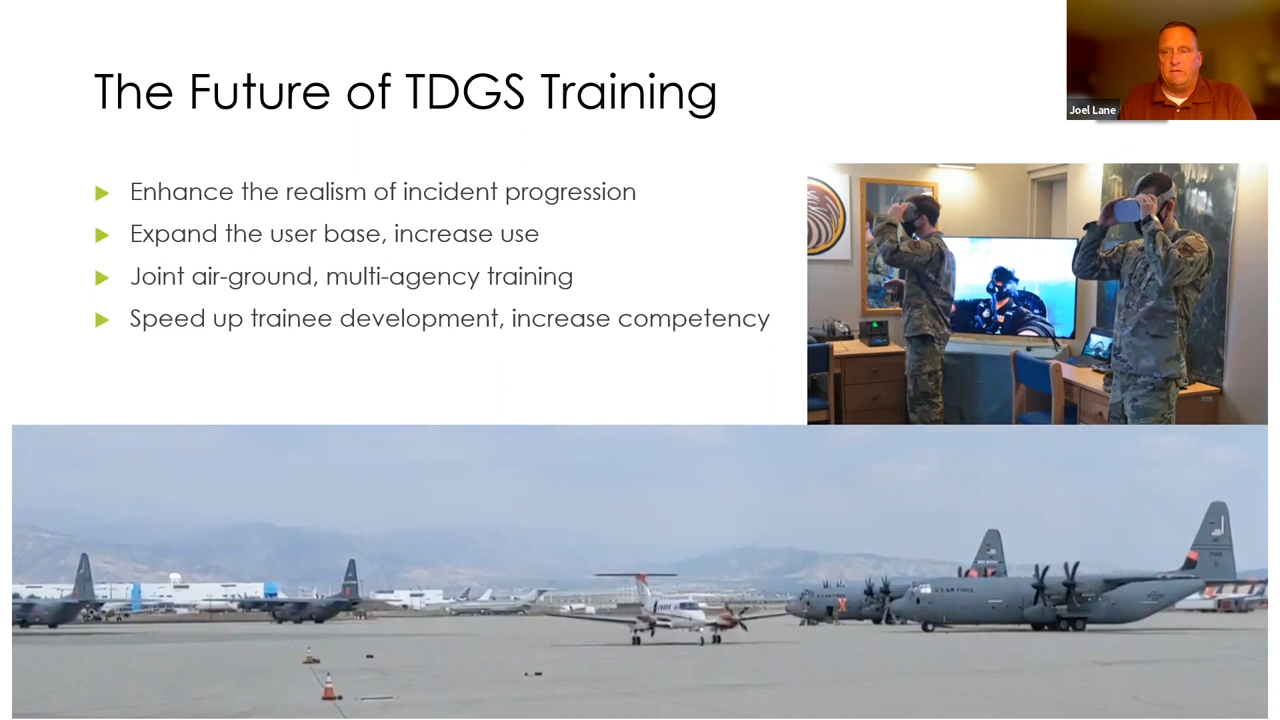 The Future of TDGS Training
Joel Lane
Enhance the realism of incident progression
Expand the user base, increase use
Joint air-ground, multi-agency training
Speed up trainee development, increase competency
U.S. AIR FORCE